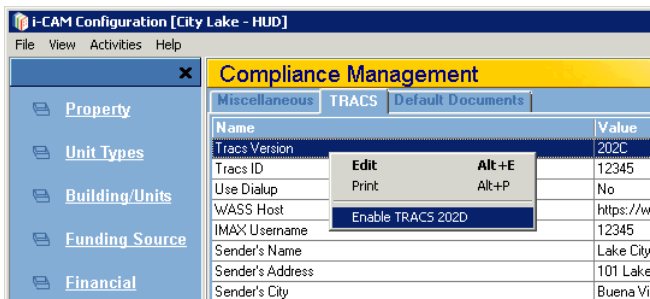 i-CAM Configuration [City Lake - HUD]
File View Activities Help
x
Compliance Management
Property
Unit Types
Building/Units
Funding Source
Financial
Miscellaneous TRACS Default Documents
Name Value
Tracs Version 202C
Tracs ID 12345
Use Dialup No
WASS Host https://w
IMAX Username 12345
Sender's Name Lake City
Sender's Address 101 Lake
Sender's City Buena Vi
Edit Alt+E
Print Alt+P
Enable TRACS 202D